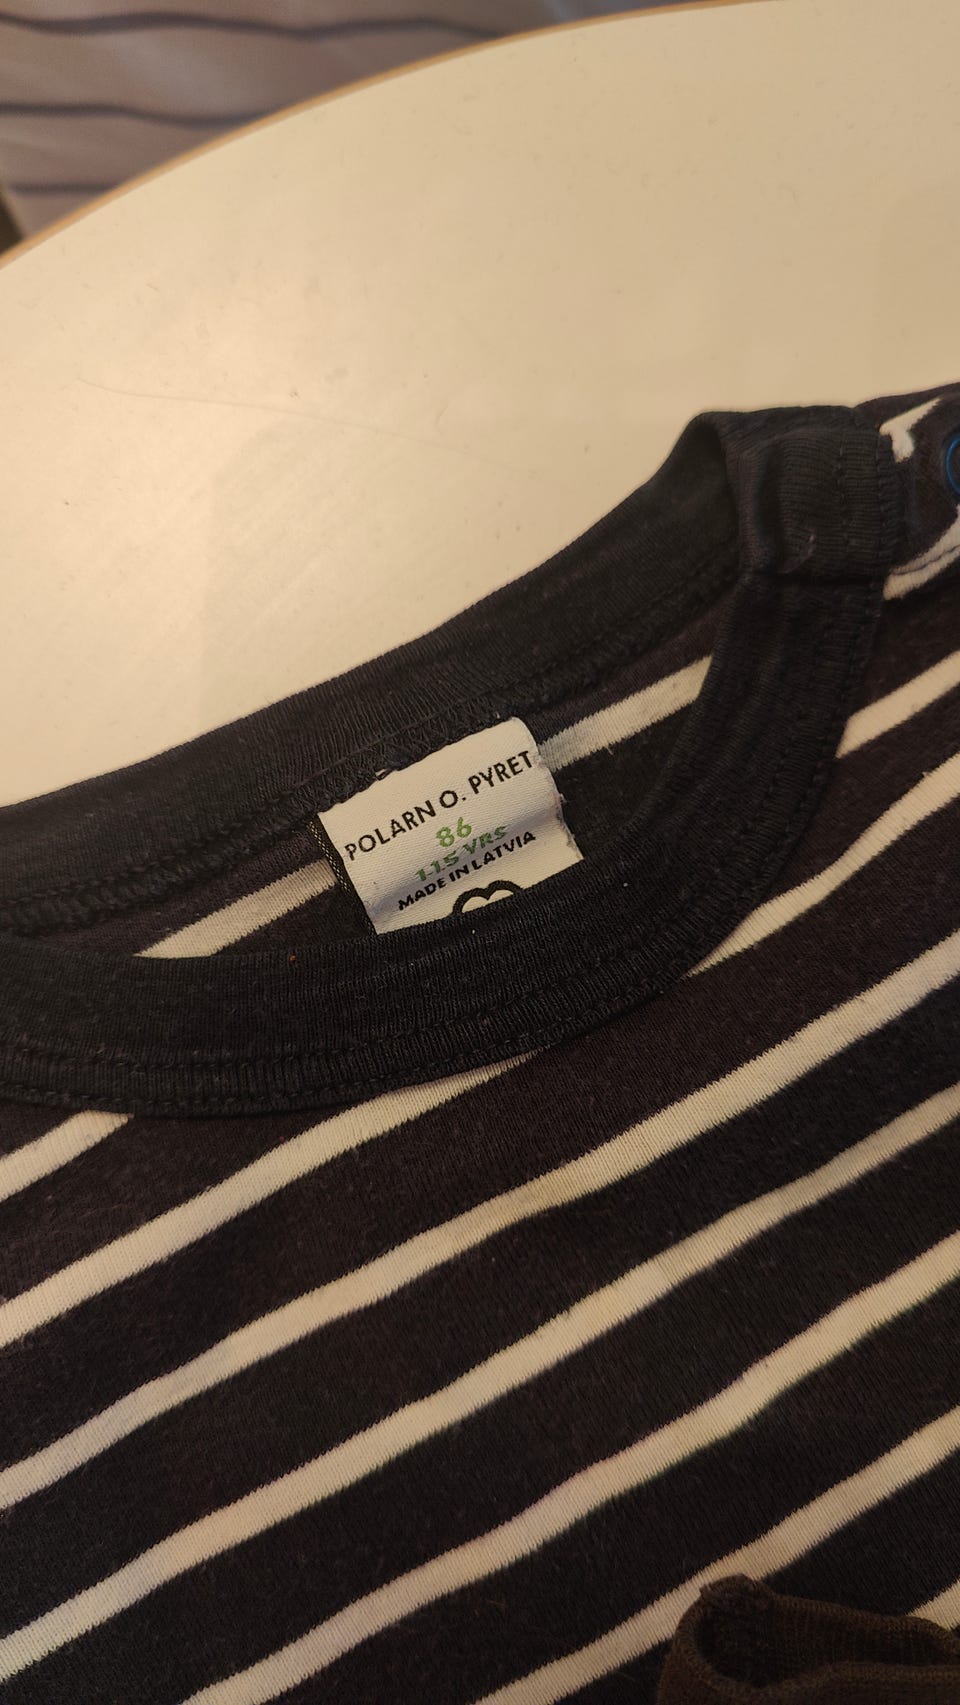 POLARN O. PYRET
86
1-1.5 YRS
MADE IN LATVIA